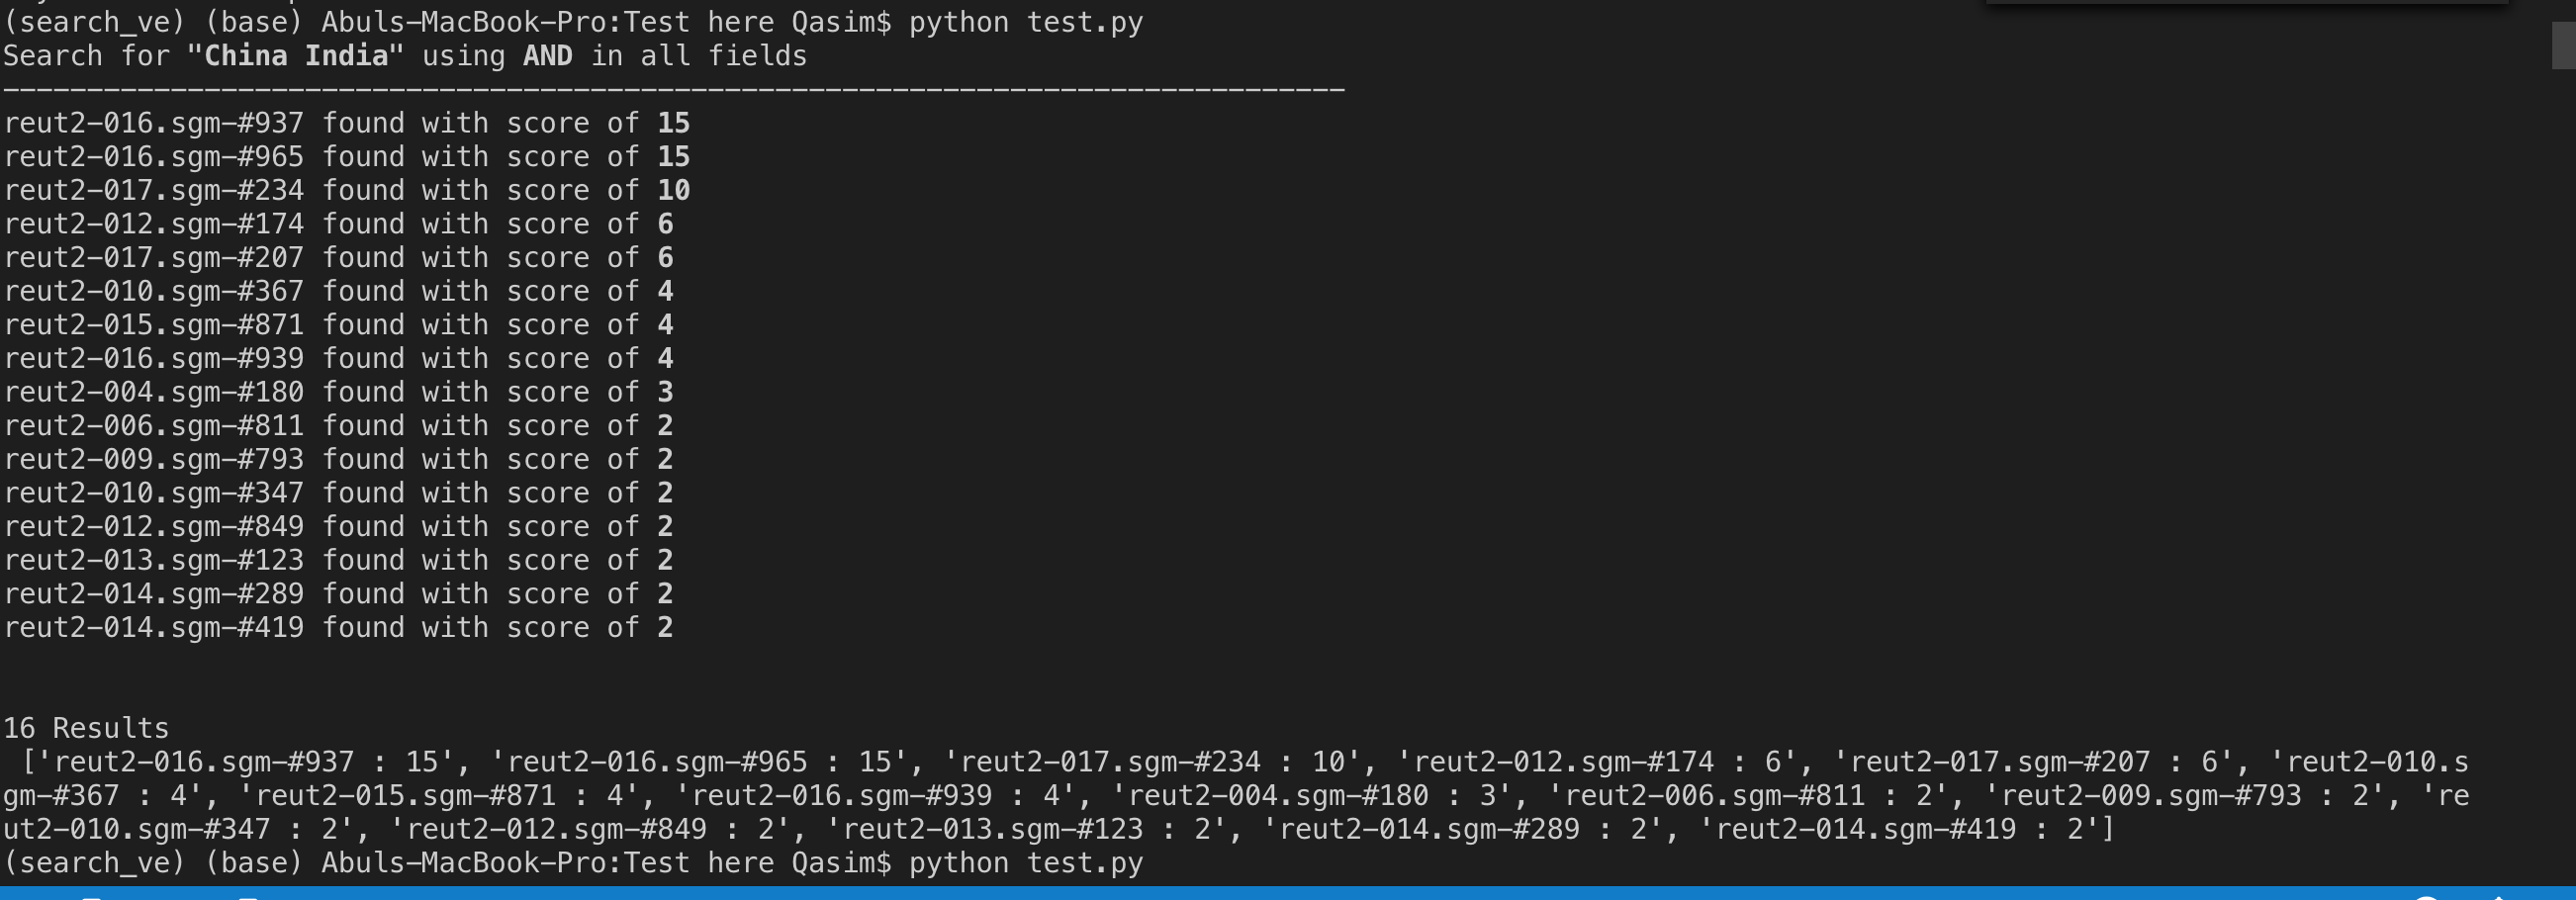 (search_ve) (base) Abuls-MacBook-Pro:Test here Qasim$ python test.py
Search for "China India" using AND in all fields
--------------------------------------------------------------------------------
reut2-016.sgm-#937 found with score of 15
reut2-016.sgm-#965 found with score of 15
reut2-017.sgm-#234 found with score of 10
reut2-012.sgm-#174 found with score of 6
reut2-017.sgm-#207 found with score of 6
reut2-010.sgm-#367 found with score of 4
reut2-015.sgm-#871 found with score of 4
reut2-016.sgm-#939 found with score of 4
reut2-004.sgm-#180 found with score of 3
reut2-006.sgm-#811 found with score of 2
reut2-009.sgm-#793 found with score of 2
reut2-010.sgm-#347 found with score of 2
reut2-012.sgm-#849 found with score of 2
reut2-013.sgm-#123 found with score of 2
reut2-014.sgm-#289 found with score of 2
reut2-014.sgm-#419 found with score of 2
16 Results
['reut2-016.sgm-#937 : 15', 'reut2-016.sgm-#965 : 15', 'reut2-017.sgm-#234 : 10', 'reut2-012.sgm-#174 : 6', 'reut2-017.sgm-#207 : 6', 'reut2-010.s
gm-#367 : 4', 'reut2-015.sgm-#871 : 4', 'reut2-016.sgm-#939 : 4', 'reut2-004.sgm-#180 : 3', 'reut2-006.sgm-#811 : 2', 'reut2-009.sgm-#793 : 2', 're
ut2-010.sgm-#347 : 2', 'reut2-012.sgm-#849 : 2', 'reut2-013.sgm-#123 : 2', 'reut2-014.sgm-#289 : 2', 'reut2-014.sgm-#419 : 2']
(search_ve) (base) Abuls-MacBook-Pro:Test here Qasim$ python test.py